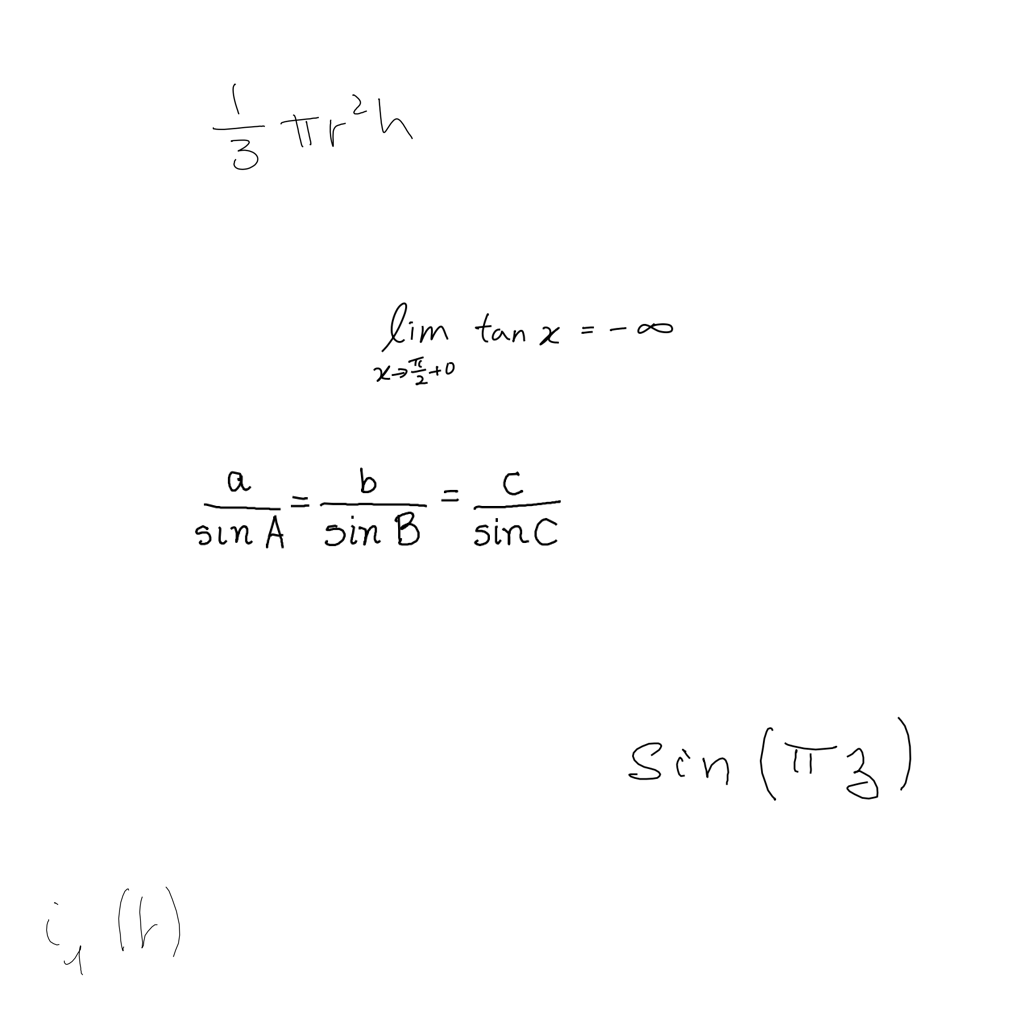 \frac{1}{3} \pi r^2 h
\lim_{x \to \frac{\pi}{2}+0} \tan x = -\infty
\frac{a}{\sin A} = \frac{b}{\sin B} = \frac{c}{\sin C}
\sin(\pi z)
i_1(t)